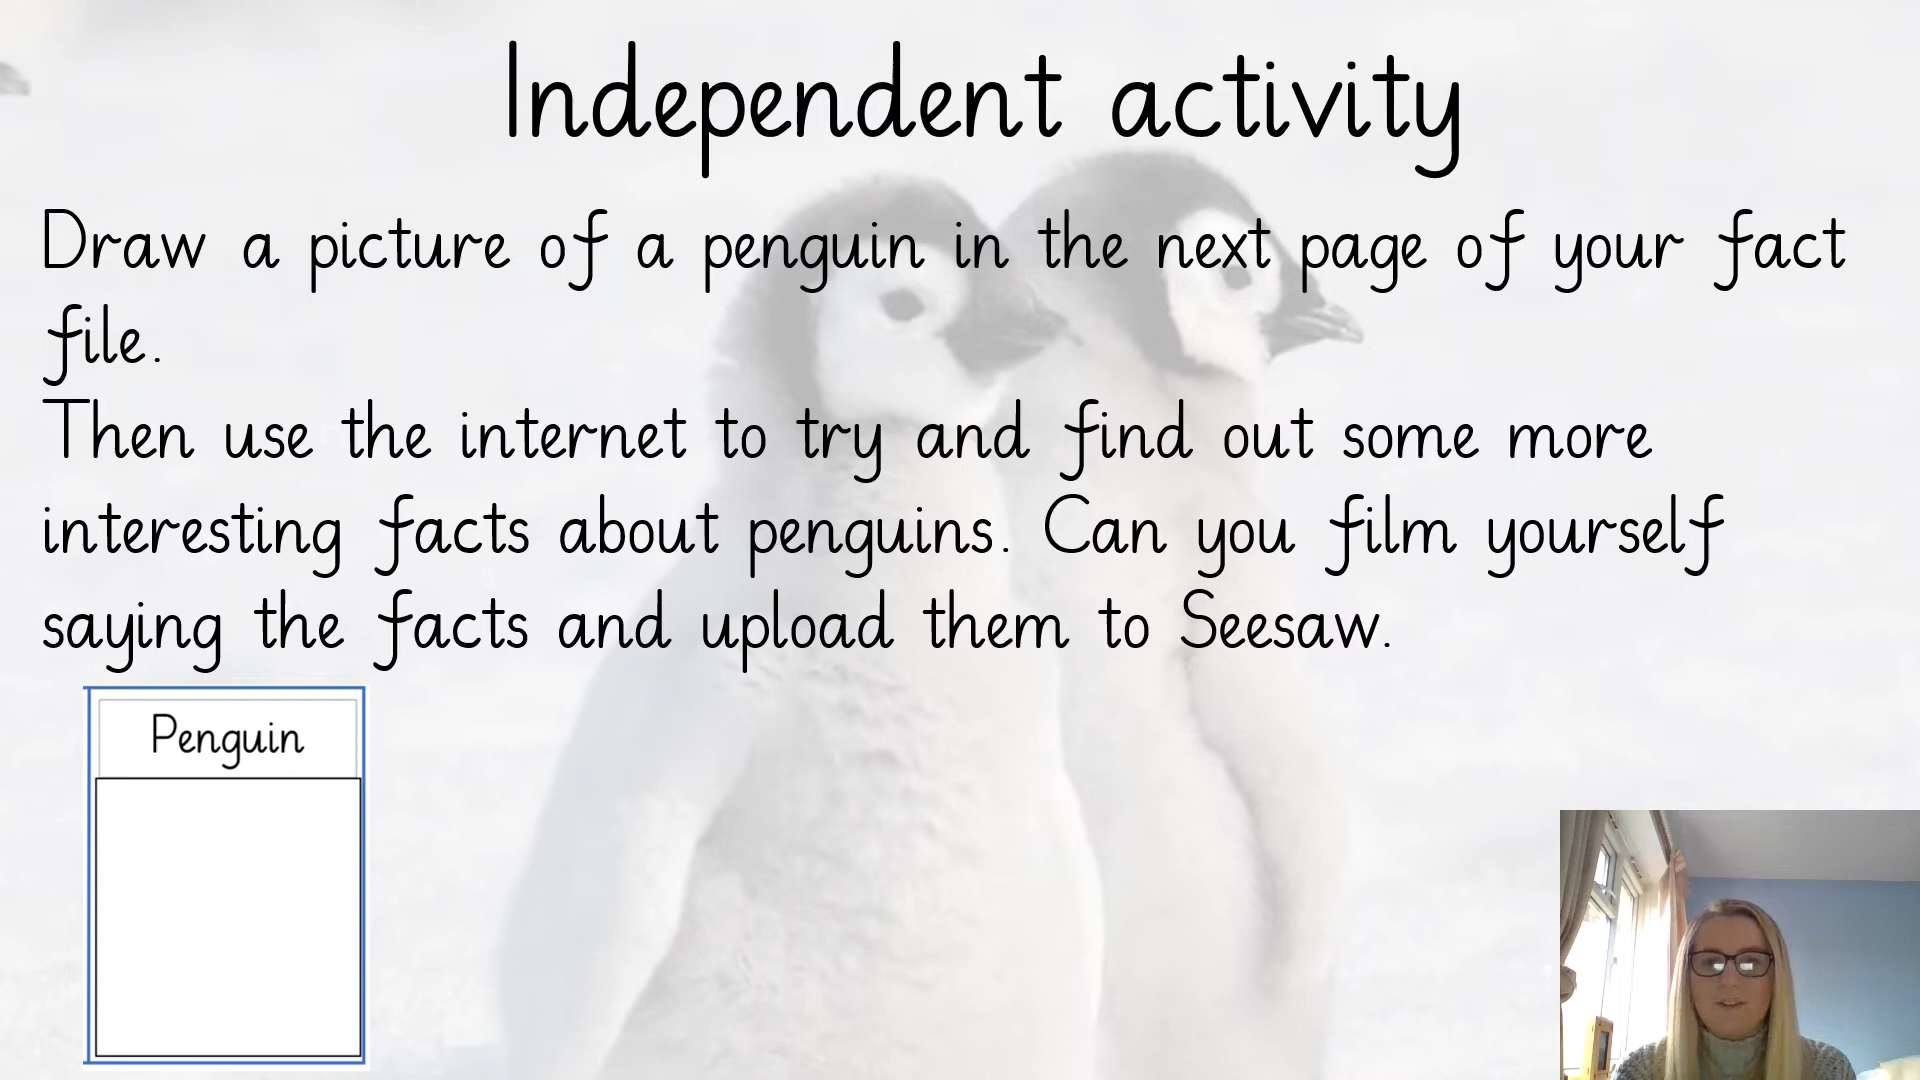 Independent activity
Draw a picture of a penguin in the next page of your fact
file.
Then use the internet to try and find out some more
interesting facts about penguins. Can you film yourself
saying the facts and upload them to Seesaw.
Penguin